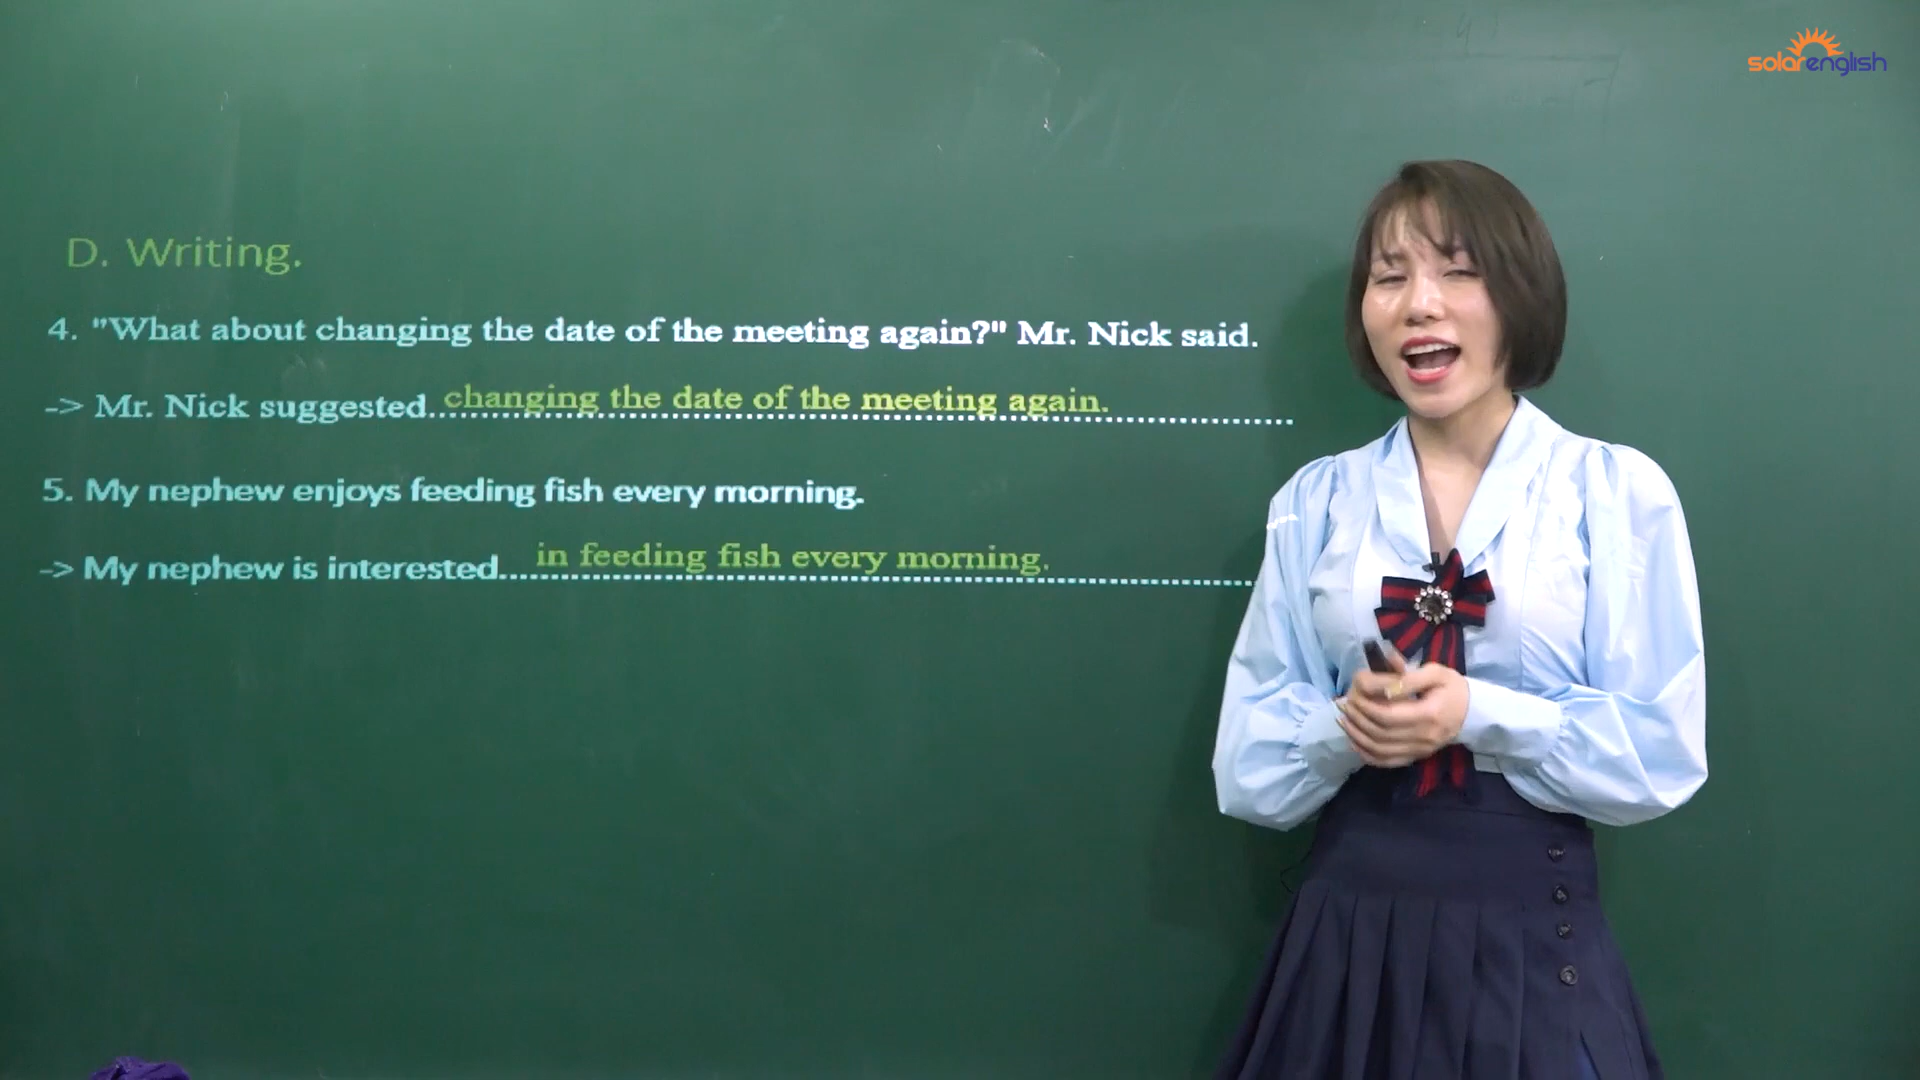 solarenglish
D. Writing.
4. "What about changing the date of the meeting again?" Mr. Nick said.
-> Mr. Nick suggested..changing the date of the meeting again...........................
5. My nephew enjoys feeding fish every morning.
-> My nephew is interested....in feeding fish every morning...........................